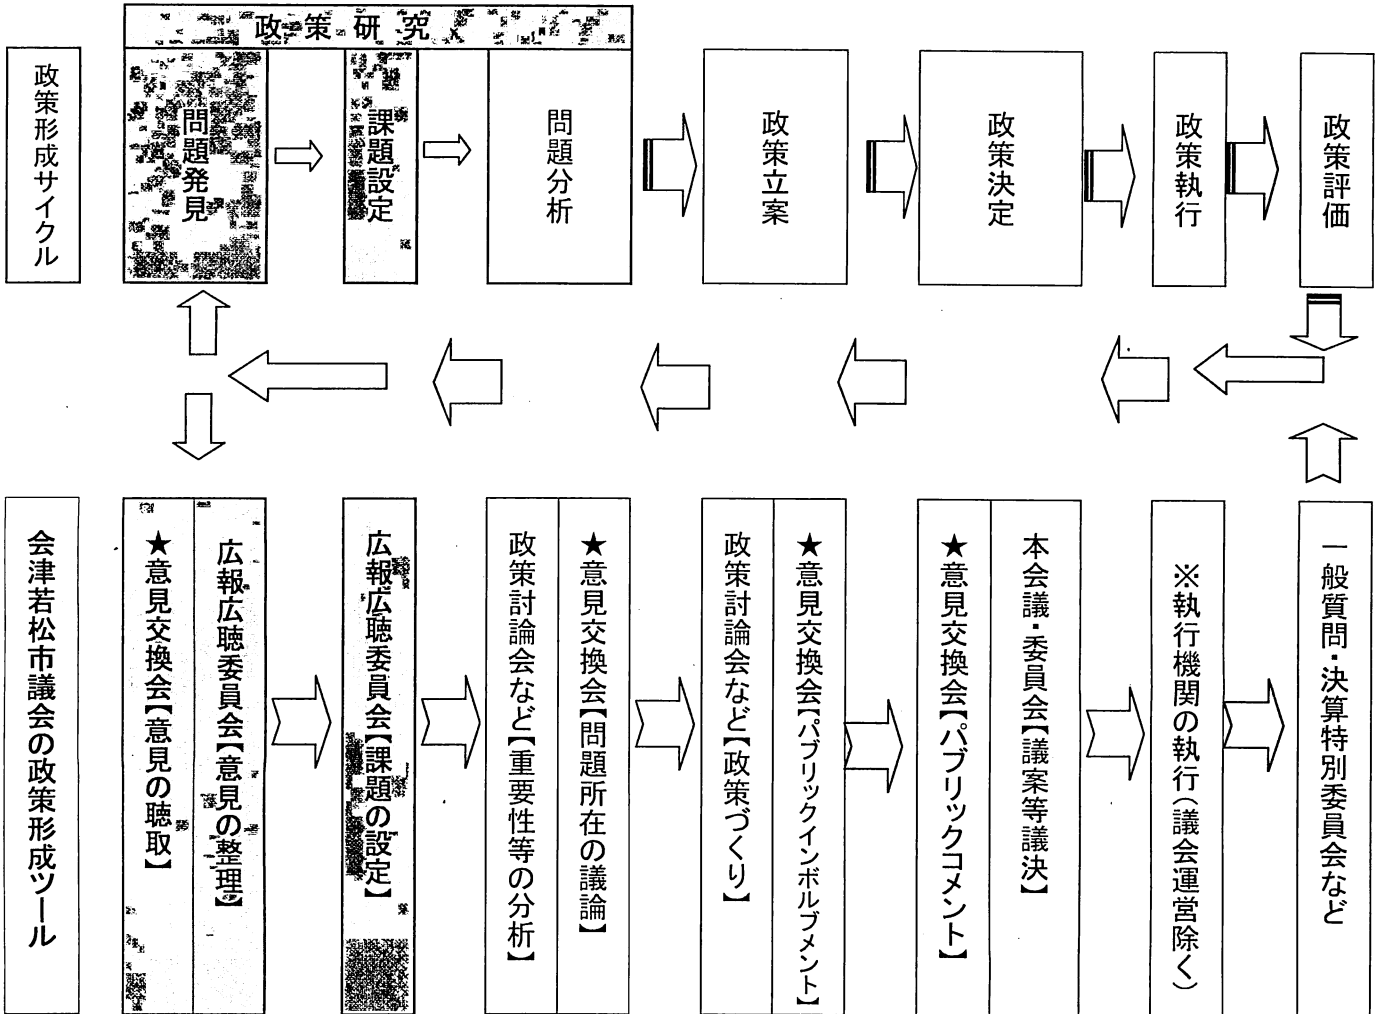 政策研究
政策形成サイクル
問題発見
課題設定
問題分析
政策立案
政策決定
政策執行
政策評価
会津若松市議会の政策形成ツール
★意見交換会【意見の聴取】
広報広聴委員会【意見の整理】
広報広聴委員会【課題の設定】
政策討論会など【重要性等の分析】
★意見交換会【問題所在の議論】
政策討論会など【政策づくり】
★意見交換会【パブリックインボルブメント】
★意見交換会【パブリックコメント】
本会議・委員会【議案等議決】
※執行機関の執行（議会運営除く）
一般質問・決算特別委員会など